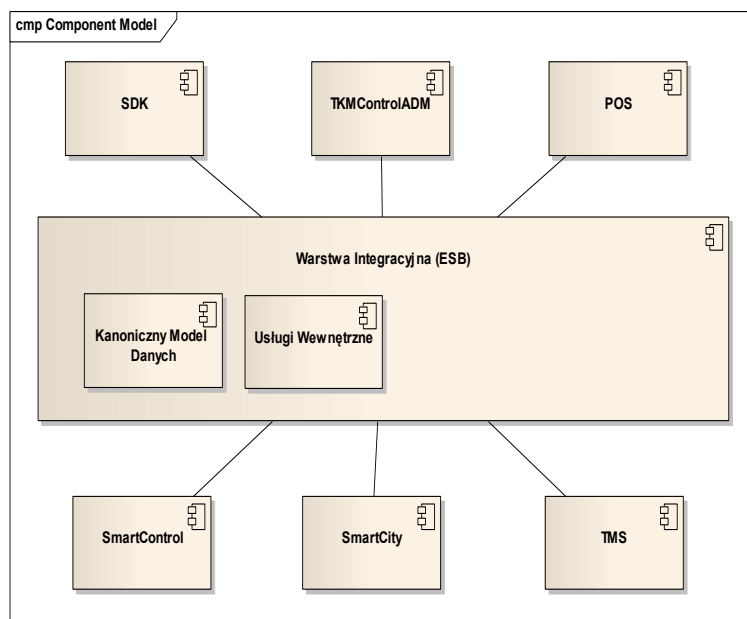 cmp Component Model
SDK
TKMControlADM
POS
Warstwa Integracyjna (ESB)
Kanoniczny Model
Danych
Usługi Wewnętrzne
SmartControl
SmartCity
TMS